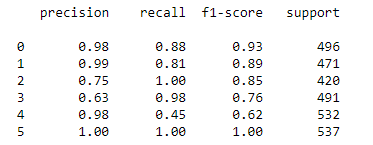 precision recall f1-score support
0 0.98 0.88 0.93 496
1 0.99 0.81 0.89 471
2 0.75 1.00 0.85 420
3 0.63 0.98 0.76 491
4 0.98 0.45 0.62 532
5 1.00 1.00 1.00 537